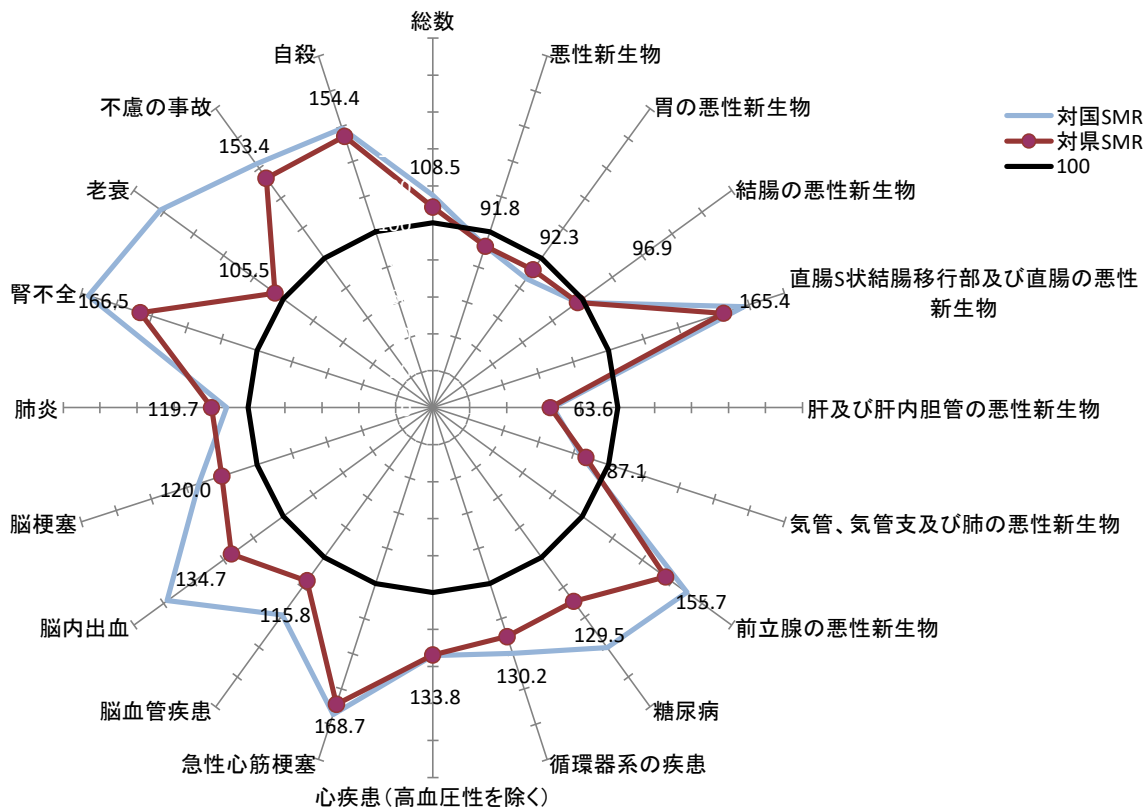 総数
悪性新生物
胃の悪性新生物
結腸の悪性新生物
直腸S状結腸移行部及び直腸の悪性
新生物
肝及び肝内胆管の悪性新生物
気管、気管支及び肺の悪性新生物
前立腺の悪性新生物
糖尿病
循環器系の疾患
心疾患（高血圧性を除く）
急性心筋梗塞
脳血管疾患
脳内出血
脳梗塞
肺炎
腎不全
老衰
不慮の事故
自殺
108.5
91.8
92.3
96.9
165.4
63.6
87.1
155.7
129.5
130.2
133.8
168.7
115.8
134.7
120.0
119.7
166.5
105.5
153.4
154.4
対国SMR
対県SMR
100